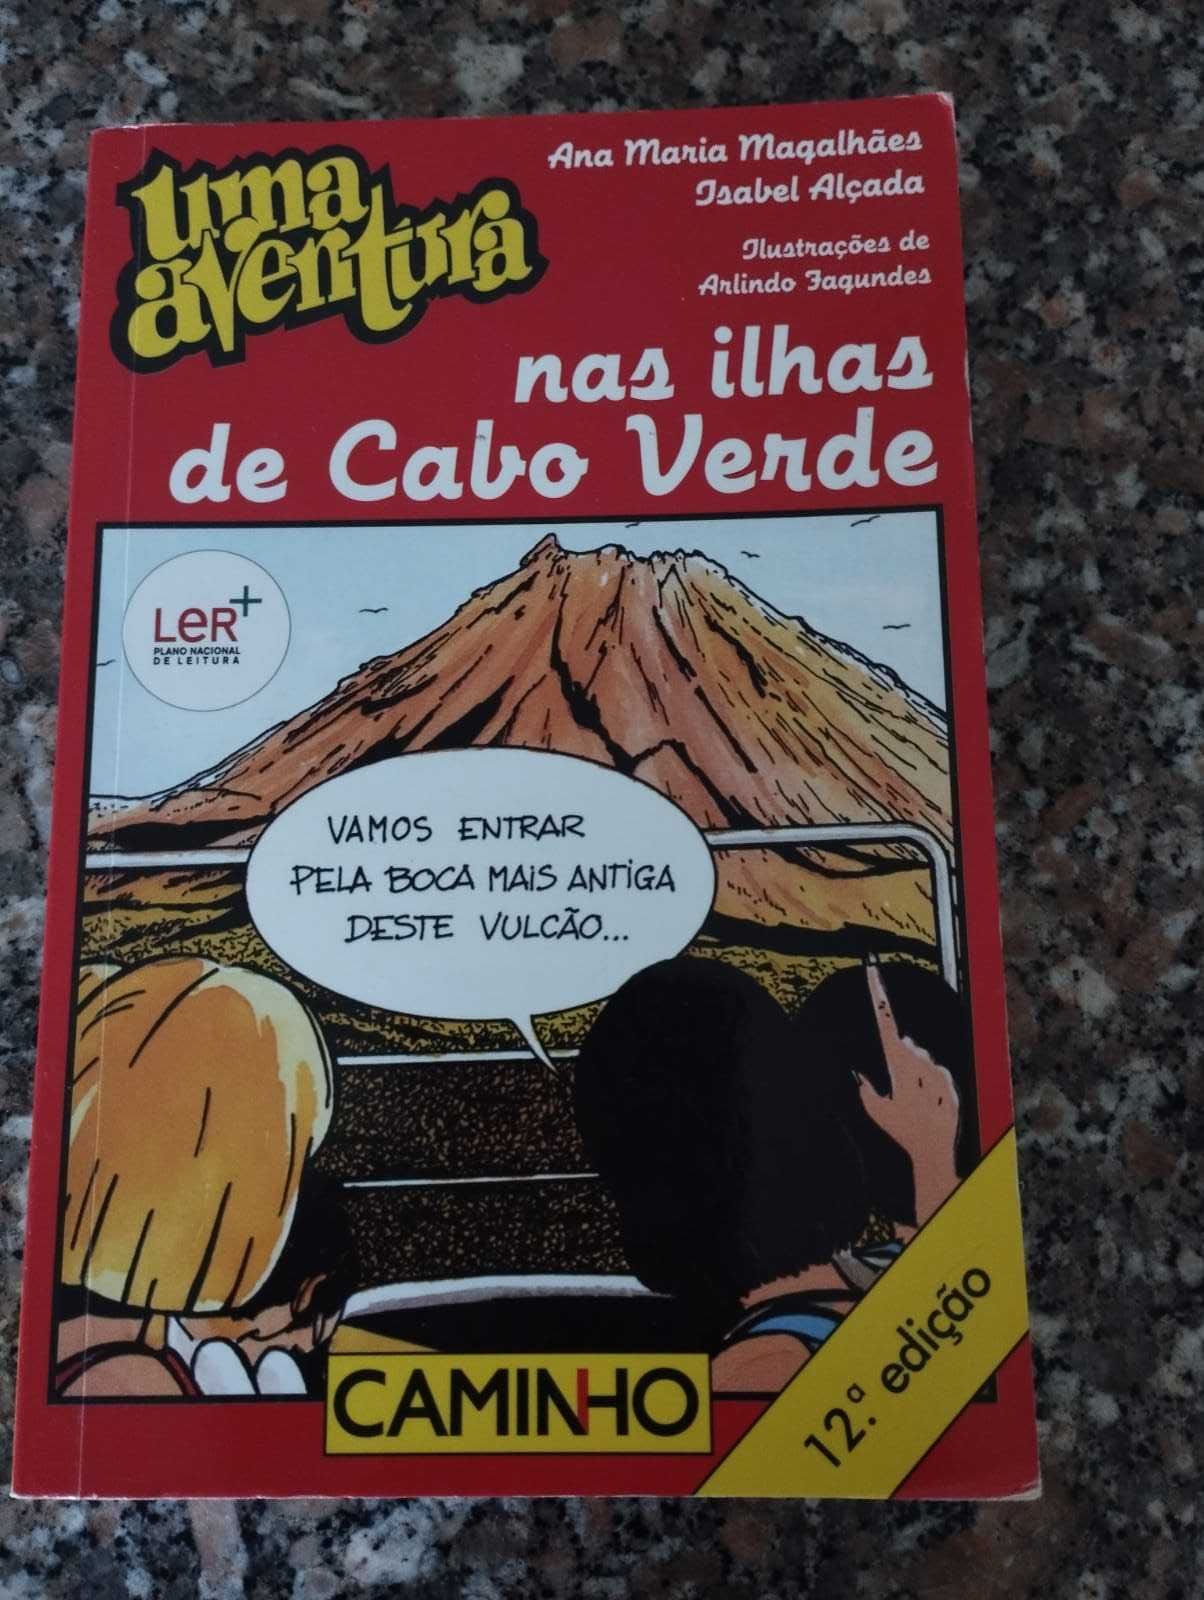 uma
aventura
Ana Maria Magalhães
Isabel Alçada
Ilustrações de
Arlindo Fagundes
nas ilhas
de Cabo Verde
LeR+
PLANO NACIONAL
DE LEITURA
VAMOS ENTRAR
PELA BOCA MAIS ANTIGA
DESTE VULCÃO...
CAMINHO
12.ª edição